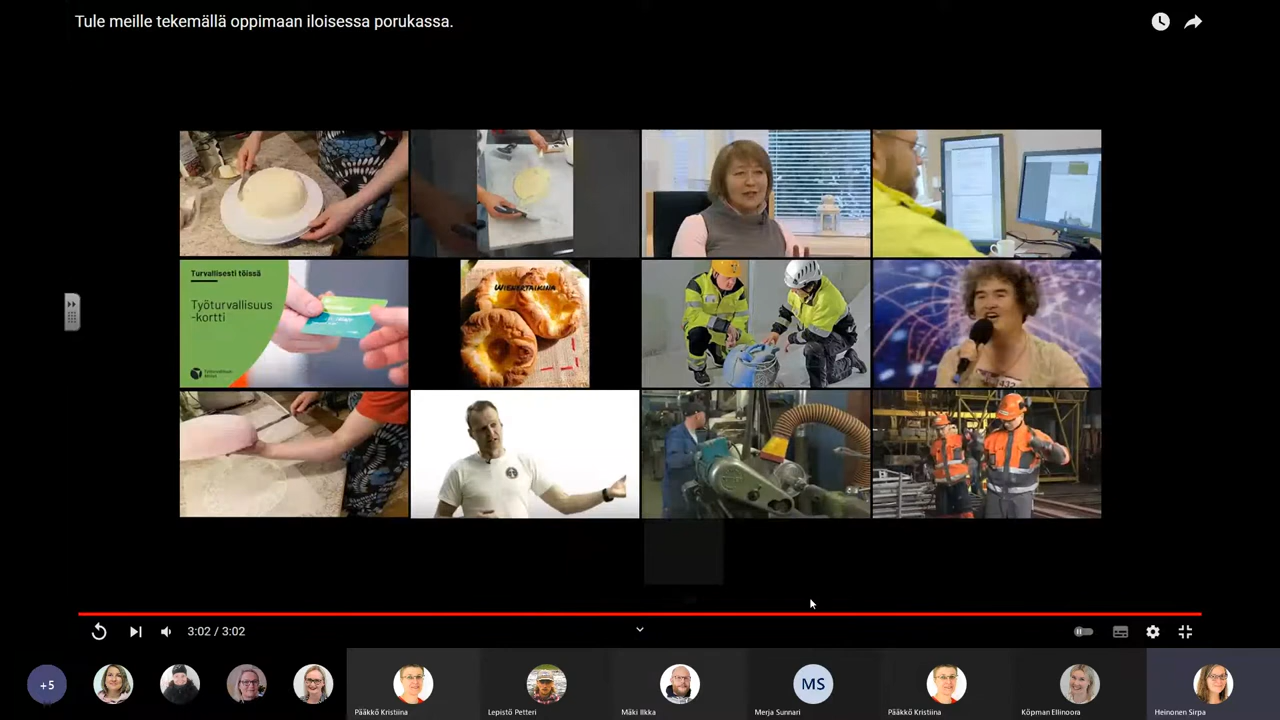 Tule meille tekemällä oppimaan iloisessa porukassa.
Turvallisesti töissä
Työturvallisuus
-kortti
WIENERTAIKINA
432
3:02 / 3:02
+5
MS
Pääkkö Kristiina
Lepistö Petteri
Mäki Ilkka
Merja Sunnari
Pääkkö Kristiina
Köpman Ellinoora
Heinonen Sirpa